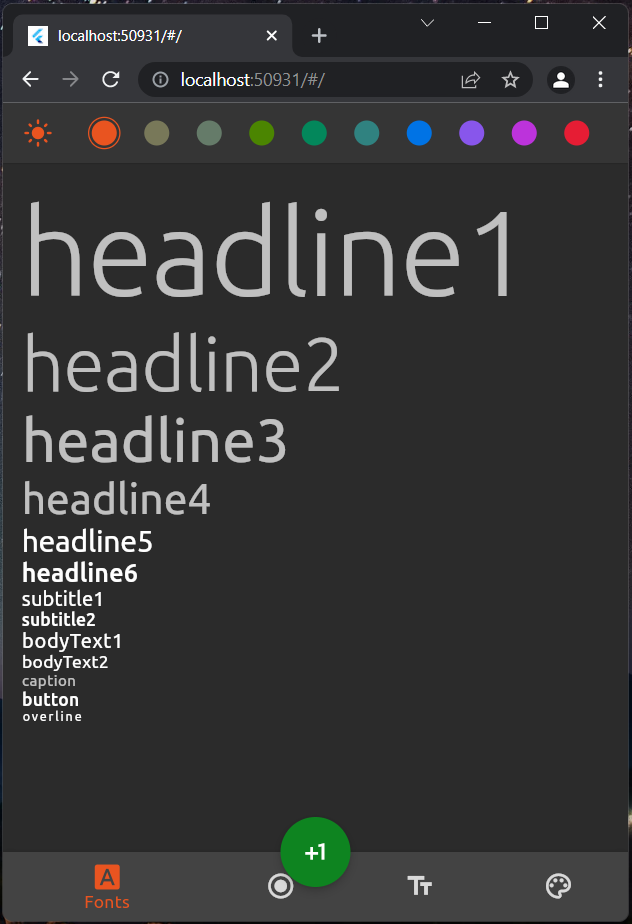 localhost:50931/#/
localhost:50931/#/
headline1
headline2
headline3
headline4
headline5
headline6
subtitle1
subtitle2
bodyText1
bodyText2
caption
button
overline
+1
Fonts